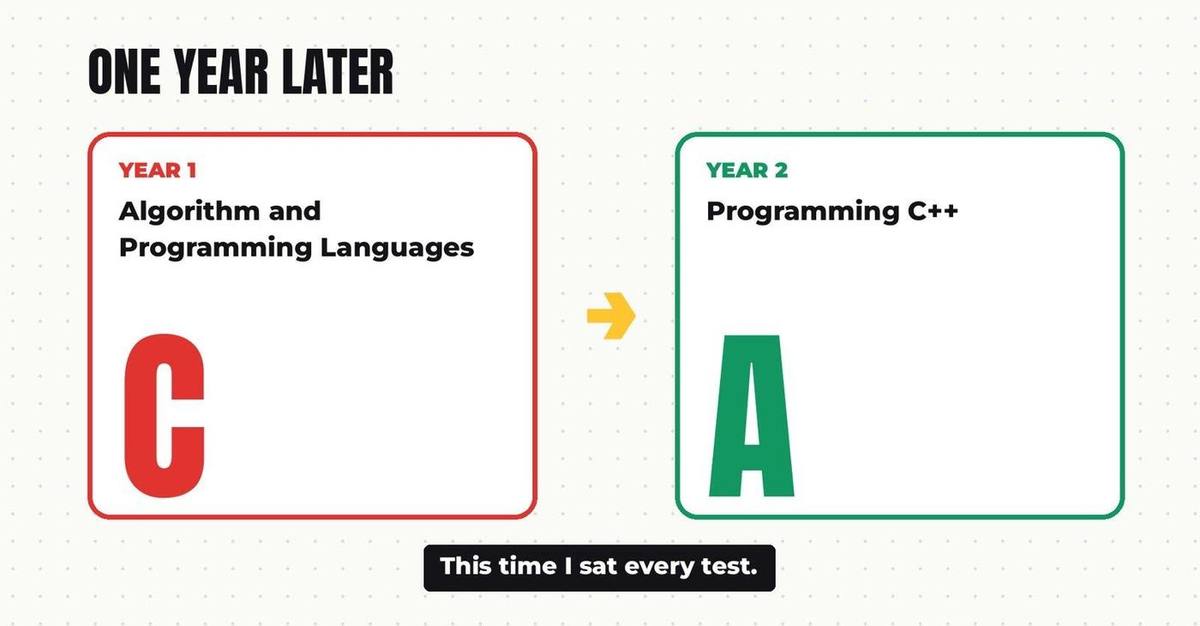 ONE YEAR LATER
YEAR 1
Algorithm and
Programming Languages
C
YEAR 2
Programming C++
A
This time I sat every test.